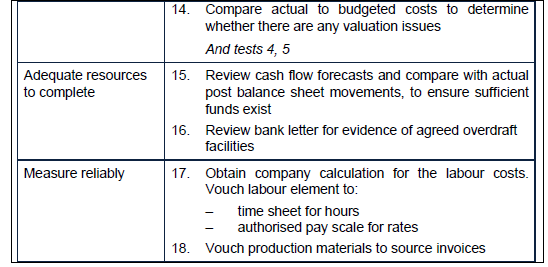 14. Compare actual to budgeted costs to determine
whether there are any valuation issues
And tests 4, 5
Adequate resources
to complete
15. Review cash flow forecasts and compare with actual
post balance sheet movements, to ensure sufficient
funds exist
16. Review bank letter for evidence of agreed overdraft
facilities
Measure reliably
17. Obtain company calculation for the labour costs.
Vouch labour element to:
– time sheet for hours
– authorised pay scale for rates
18. Vouch production materials to source invoices